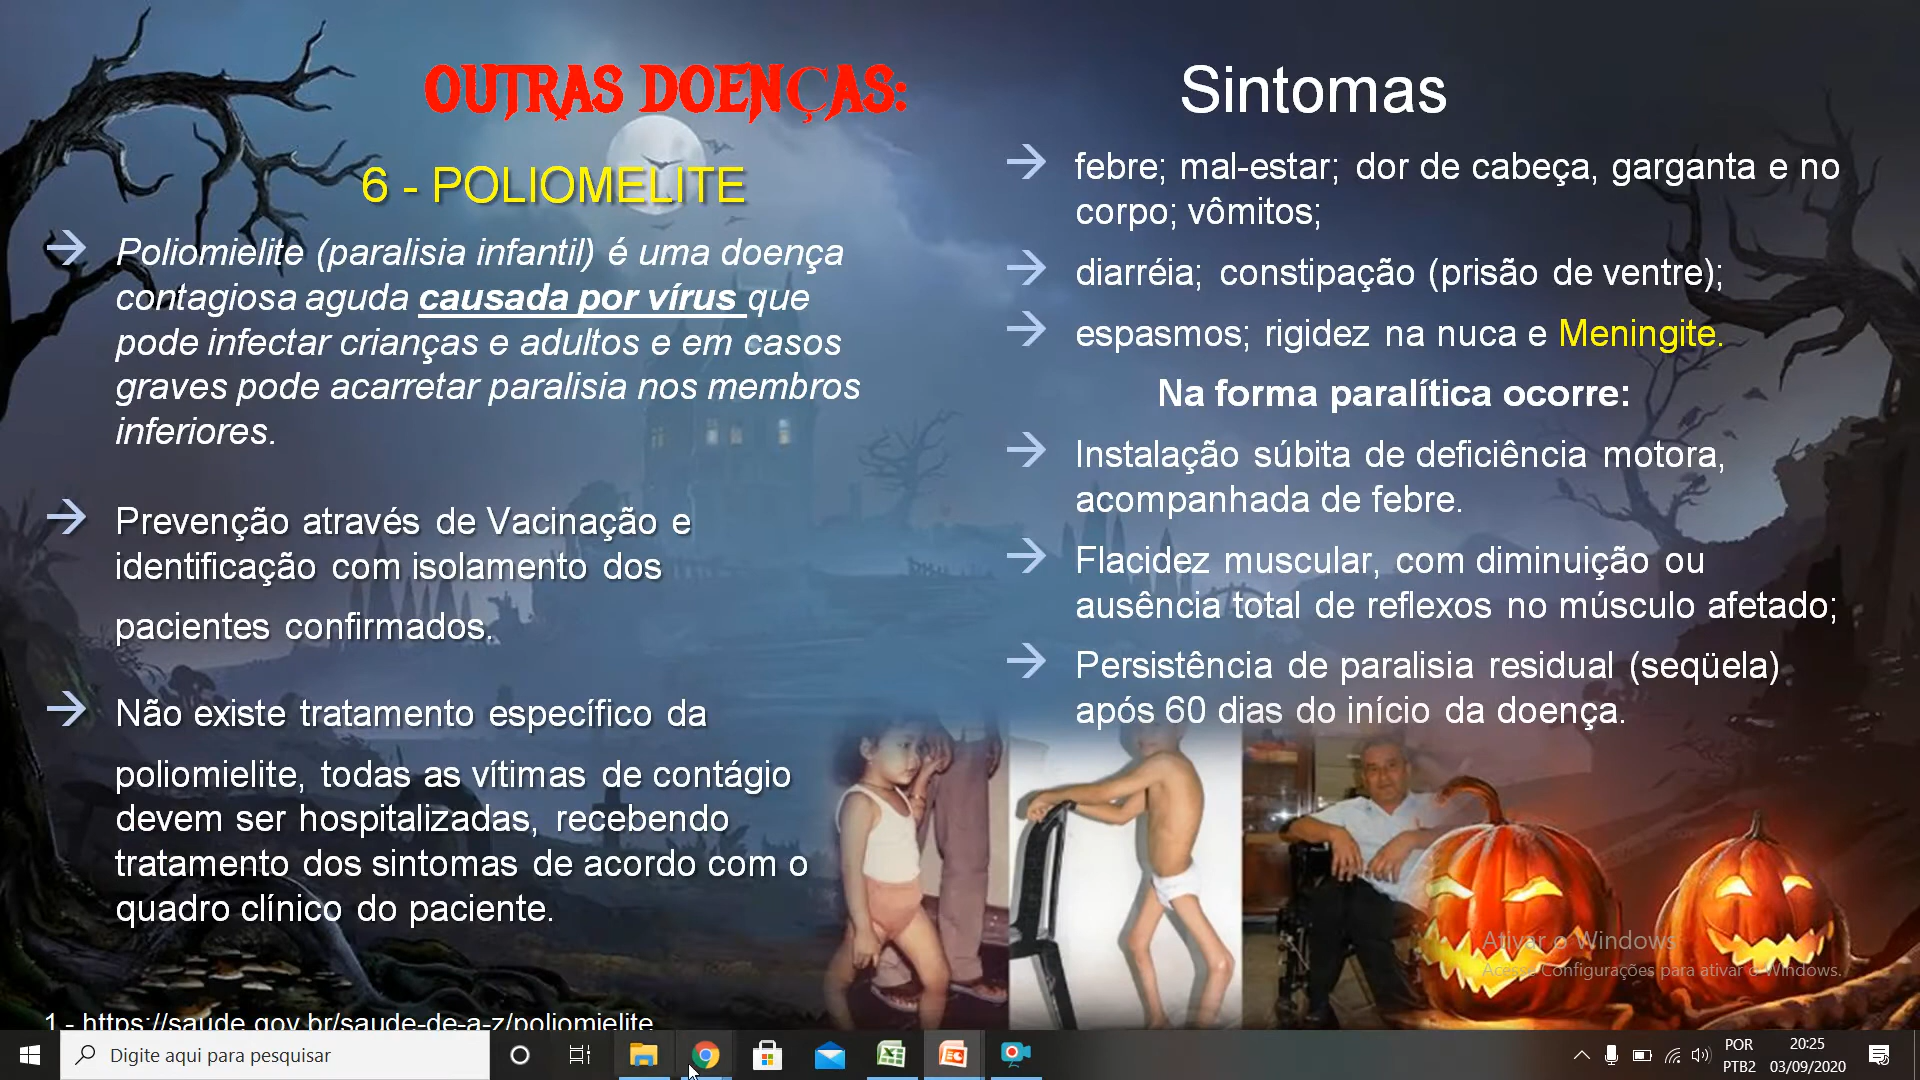 OUTRAS DOENÇAS:
6 - POLIOMELITE
Poliomielite (paralisia infantil) é uma doença
contagiosa aguda causada por vírus que
pode infectar crianças e adultos e em casos
graves pode acarretar paralisia nos membros
inferiores.
Prevenção através de Vacinação e
identificação com isolamento dos
pacientes confirmados.
Não existe tratamento específico da
poliomielite, todas as vítimas de contágio
devem ser hospitalizadas, recebendo
tratamento dos sintomas de acordo com o
quadro clínico do paciente.
1 - https://saude.gov.br/saude-de-a-z/poliomielite
Sintomas
febre; mal-estar; dor de cabeça, garganta e no
corpo; vômitos;
diarréia; constipação (prisão de ventre);
espasmos; rigidez na nuca e Meningite.
Na forma paralítica ocorre:
Instalação súbita de deficiência motora,
acompanhada de febre.
Flacidez muscular, com diminuição ou
ausência total de reflexos no músculo afetado;
Persistência de paralisia residual (seqüela)
após 60 dias do início da doença.
Ativar o Windows
Acesse Configurações para ativar o Windows.
Digite aqui para pesquisar
POR
PTB2
20:25
03/09/2020